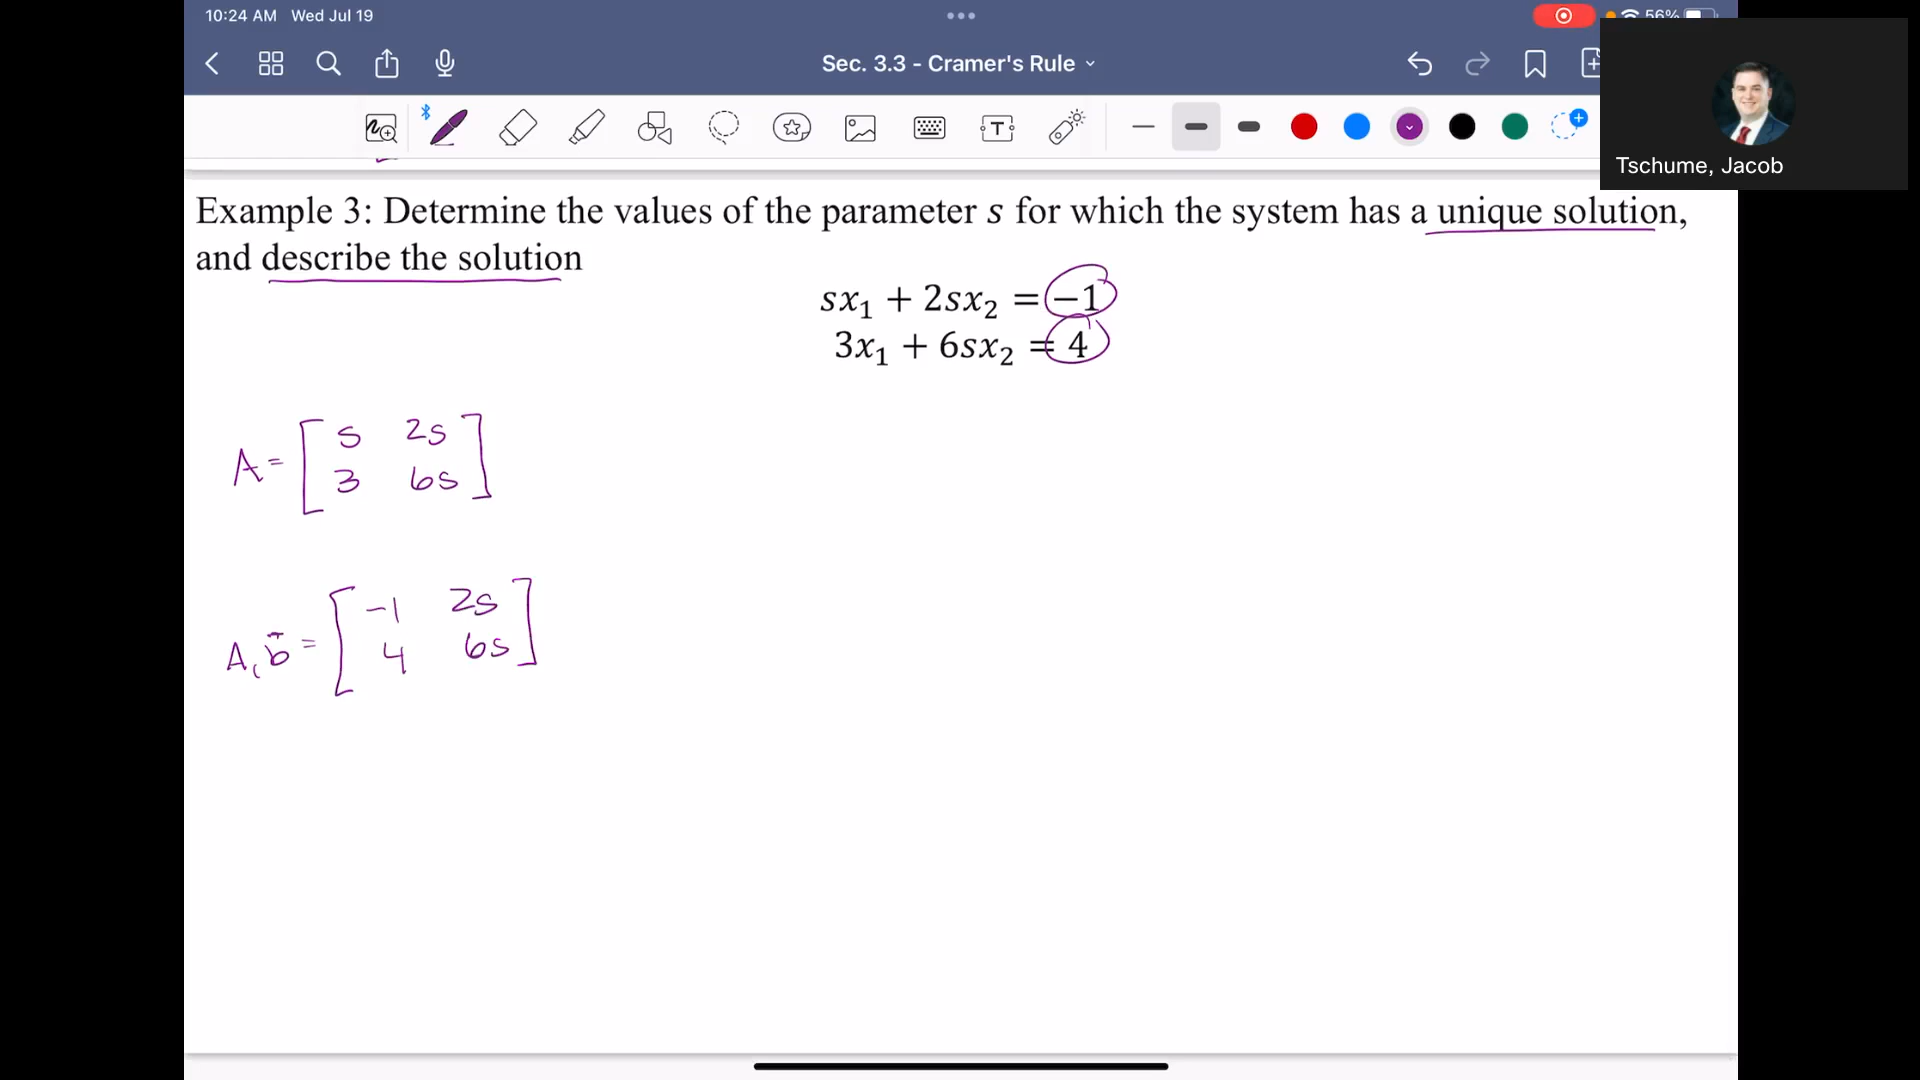 10:24 AM Wed Jul 19
56%
Sec. 3.3 - Cramer's Rule
Tschume, Jacob
Example 3: Determine the values of the parameter s for which the system has a unique solution,
and describe the solution
sx₁ + 2sx₂ = −1
3x₁ + 6sx₂ = 4
A = [ s 2s
3 6s ]
A₁b̄ = [ -1 2s
4 6s ]